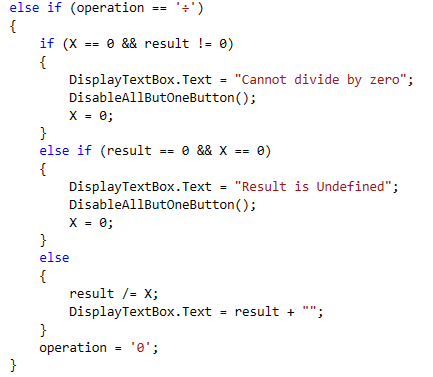 else if (operation == '÷')
{
    if (X == 0 && result != 0)
    {
        DisplayTextBox.Text = "Cannot divide by zero";
        DisableAllButOneButton();
        X = 0;
    }
    else if (result == 0 && X == 0)
    {
        DisplayTextBox.Text = "Result is Undefined";
        DisableAllButOneButton();
        X = 0;
    }
    else
    {
        result /= X;
        DisplayTextBox.Text = result + "";
    }
    operation = '0';
}